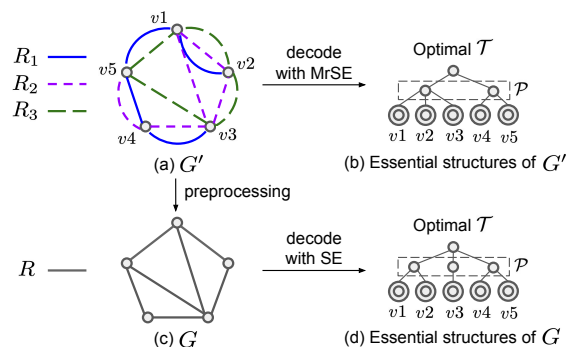 R₁
R₂
R₃
v1
v2
v3
v4
v5
(a) G′
decode
with MrSE
Optimal 𝒯
𝒫
v1 v2 v3 v4 v5
(b) Essential structures of G′
preprocessing
R
(c) G
decode
with SE
Optimal 𝒯
𝒫
v1 v2 v3 v4 v5
(d) Essential structures of G